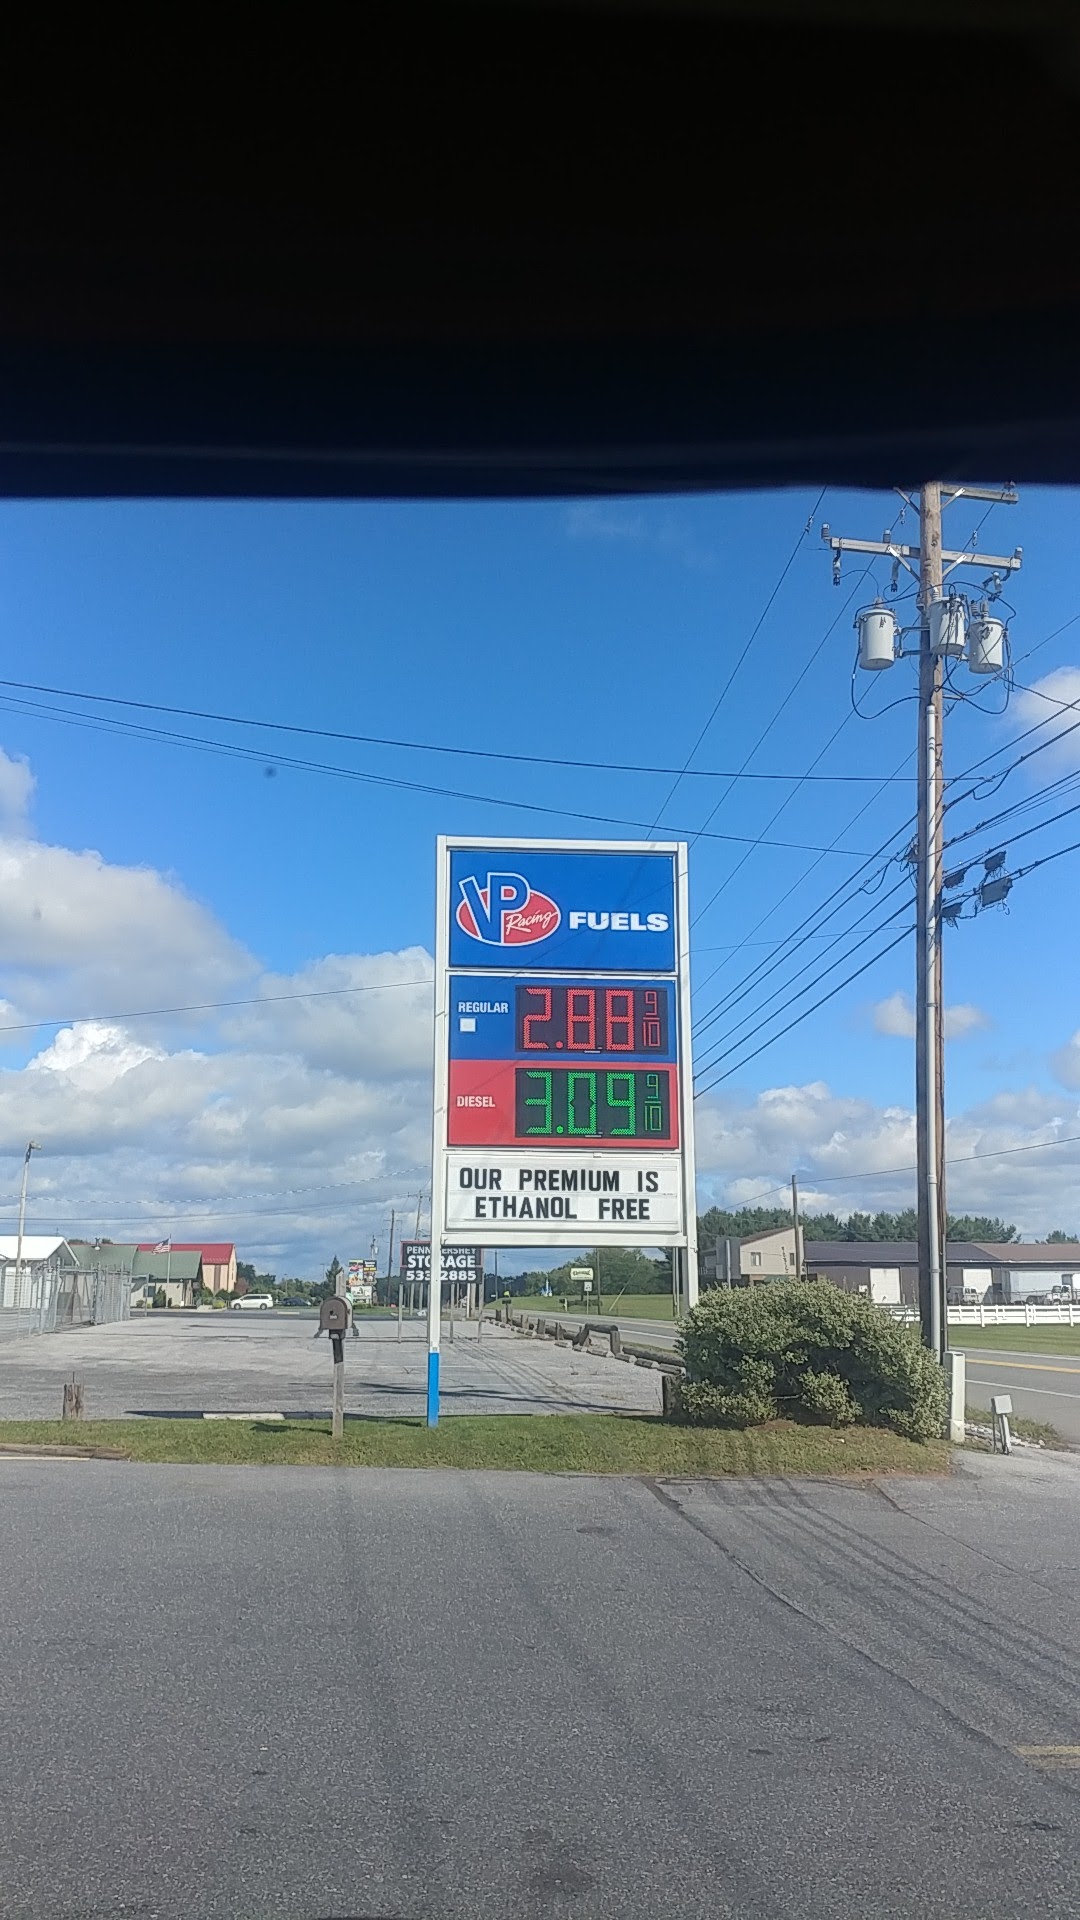 VP Racing FUELS
REGULAR 2.88 9/10
DIESEL 3.09 9/10
OUR PREMIUM IS
ETHANOL FREE
STORAGE